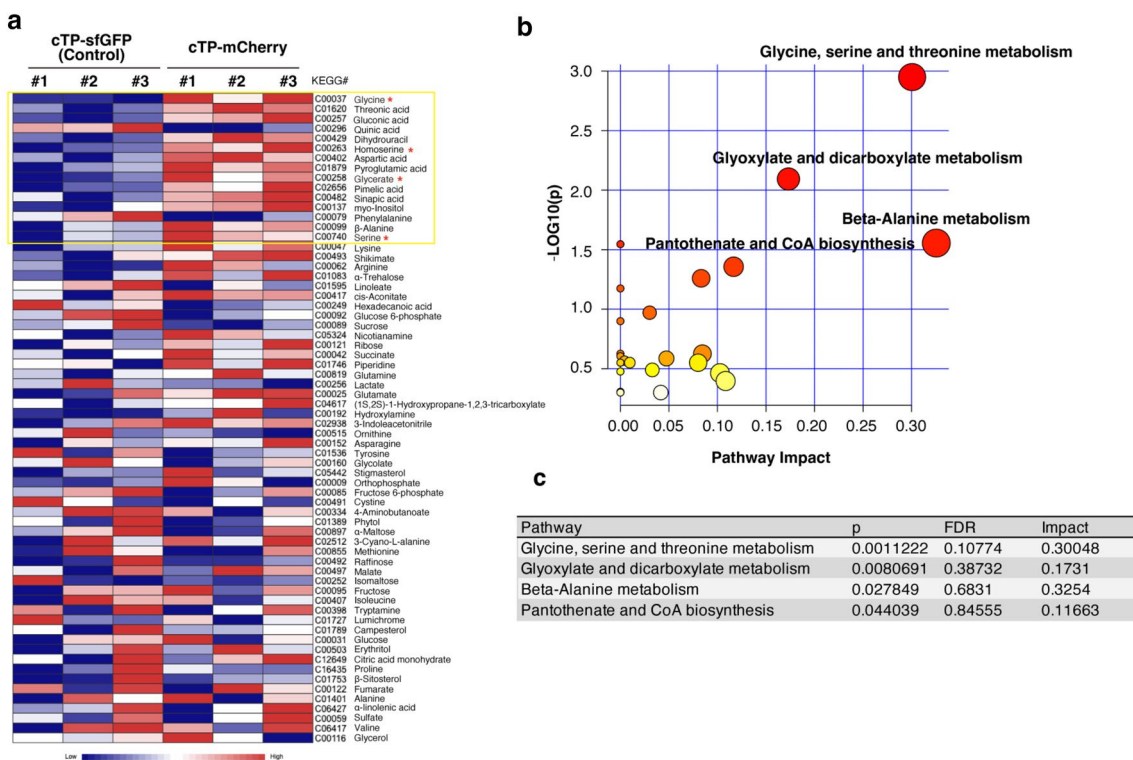 a
cTP-sfGFP
(Control)
cTP-mCherry
#1 #2 #3 #1 #2 #3 KEGG#
C00037 Glycine *
C01620 Threonic acid
C00257 Gluconic acid
C00296 Quinic acid
C00429 Dihydrouracil
C00263 Homoserine *
C00402 Aspartic acid
C01879 Pyroglutamic acid
C00258 Glycerate *
C02656 Pimelic acid
C00482 Sinapic acid
C00137 myo-Inositol
C00079 Phenylalanine
C00099 β-Alanine
C00740 Serine *
C00047 Lysine
C00493 Shikimate
C00062 Arginine
C01083 α-Trehalose
C01595 Linoleate
C00417 cis-Aconitate
C00249 Hexadecanoic acid
C00092 Glucose 6-phosphate
C00089 Sucrose
C05324 Nicotianamine
C00121 Ribose
C00042 Succinate
C01746 Piperidine
C00819 Glutamine
C00256 Lactate
C00025 Glutamate
C04617 (1S,2S)-1-Hydroxypropane-1,2,3-tricarboxylate
C00192 Hydroxylamine
C02938 3-Indoleacetonitrile
C00515 Ornithine
C00152 Asparagine
C01536 Tyrosine
C00160 Glycolate
C05442 Stigmasterol
C00009 Orthophosphate
C00085 Fructose 6-phosphate
C00491 Cystine
C00334 4-Aminobutanoate
C01389 Phytol
C00897 α-Maltose
C02512 3-Cyano-L-alanine
C00855 Methionine
C00492 Raffinose
C00497 Malate
C00252 Isomaltose
C00095 Fructose
C00407 Isoleucine
C00398 Tryptamine
C01727 Lumichrome
C01789 Campesterol
C00031 Glucose
C00503 Erythritol
C12649 Citric acid monohydrate
C16435 Proline
C01753 β-Sitosterol
C00122 Fumarate
C01401 Alanine
C06427 α-linolenic acid
C00059 Sulfate
C06417 Valine
C00116 Glycerol
Low High
b
Glycine, serine and threonine metabolism
Glyoxylate and dicarboxylate metabolism
Beta-Alanine metabolism
Pantothenate and CoA biosynthesis
-LOG10(p)
3.0
2.5
2.0
1.5
1.0
0.5
0.00 0.05 0.10 0.15 0.20 0.25 0.30
Pathway Impact
c
Pathway p FDR Impact
Glycine, serine and threonine metabolism 0.0011222 0.10774 0.30048
Glyoxylate and dicarboxylate metabolism 0.0080691 0.38732 0.1731
Beta-Alanine metabolism 0.027849 0.6831 0.3254
Pantothenate and CoA biosynthesis 0.044039 0.84555 0.11663